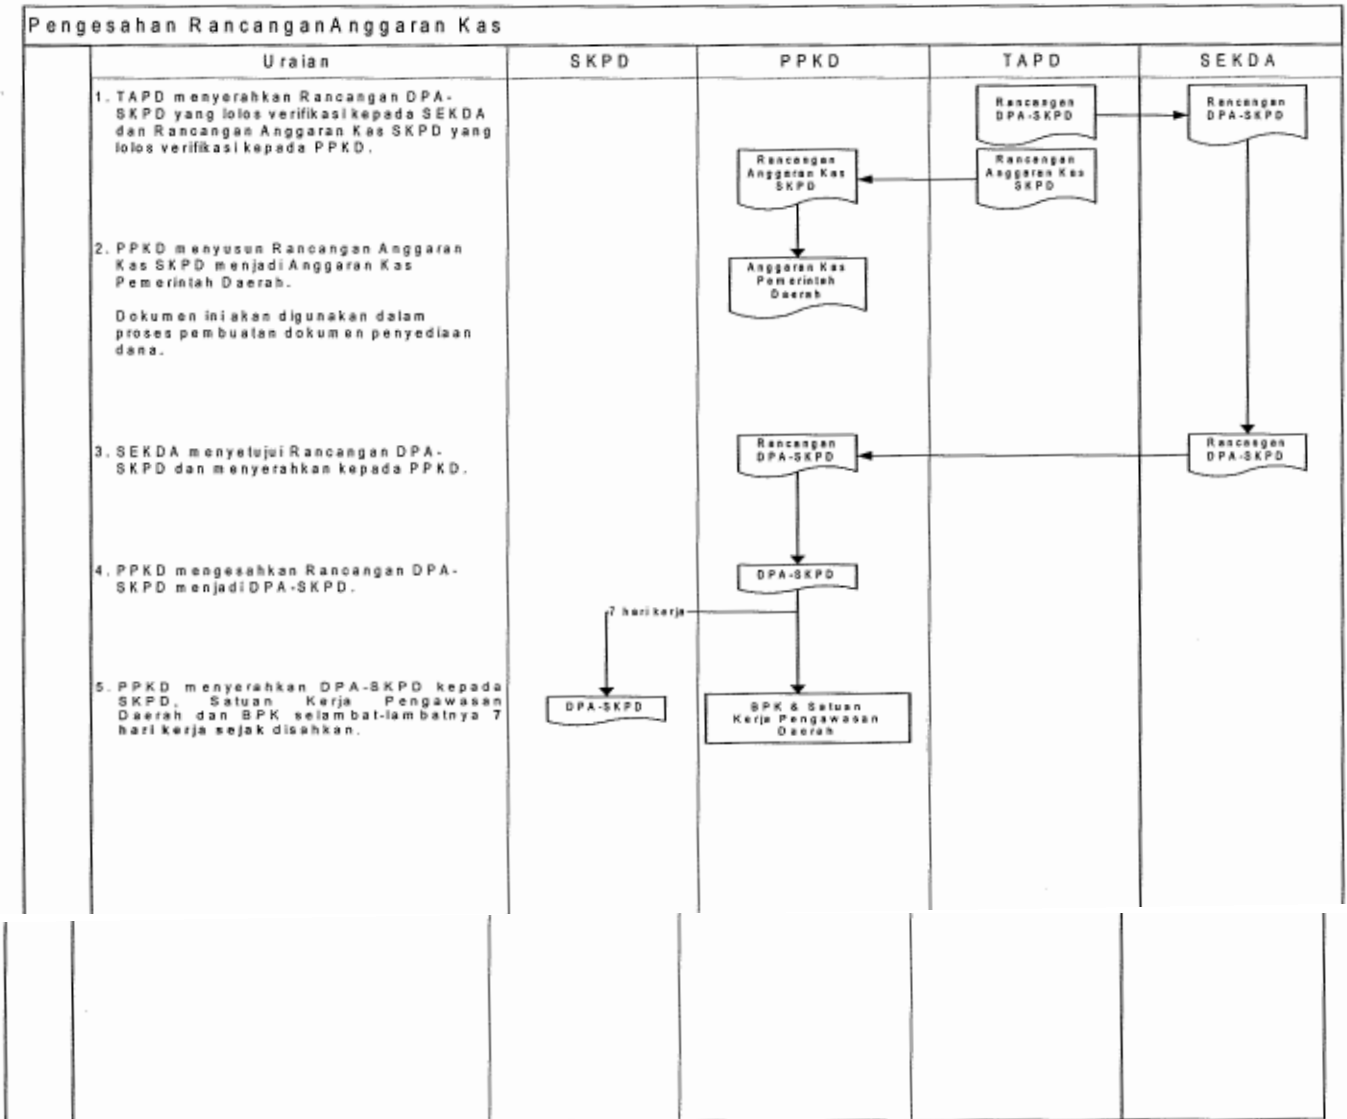 Pengesahan RancanganAnggaran Kas
Uraian
SKPD
PPKD
TAPD
SEKDA
1. TAPD menyerahkan Rancangan DPA-
SKPD yang lolos verifikasi kepada SEKDA
dan Rancangan Anggaran Kas SKPD yang
lolos verifikasi kepada PPKD.
Rancangan
DPA-SKPD
Rancangan
DPA-SKPD
Rancangan
Anggaran Kas
SKPD
Rancangan
Anggaran Kas
SKPD
2. PPKD menyusun Rancangan Anggaran
Kas SKPD menjadi Anggaran Kas
Pemerintah Daerah.
Dokumen ini akan digunakan dalam
proses pembuatan dokumen penyediaan
dana.
Anggaran Kas
Pemerintah
Daerah
3. SEKDA menyetujui Rancangan DPA-
SKPD dan menyerahkan kepada PPKD.
Rancangan
DPA-SKPD
Rancangan
DPA-SKPD
4. PPKD mengesahkan Rancangan DPA-
SKPD menjadi DPA-SKPD.
DPA-SKPD
7 hari kerja
5. PPKD menyerahkan DPA-SKPD kepada
SKPD, Satuan Kerja Pengawasan
Daerah dan BPK selambat-lambatnya 7
hari kerja sejak disahkan.
DPA-SKPD
BPK & Satuan
Kerja Pengawasan
Daerah